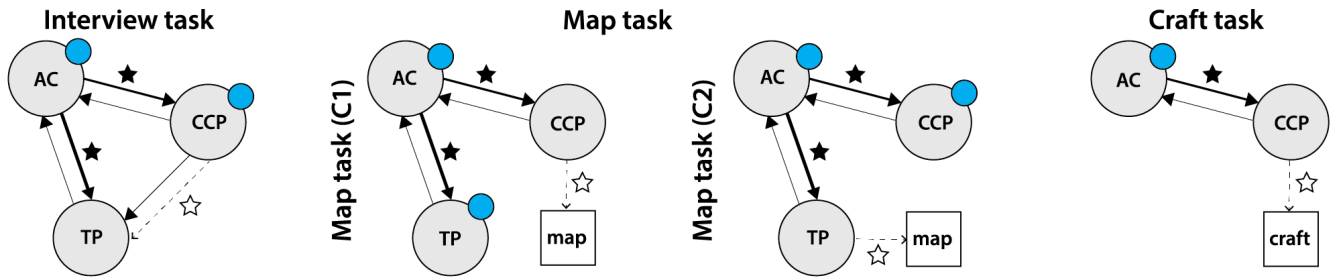 Interview task
AC
CCP
TP
Map task
Map task (C1)
AC
CCP
TP
map
Map task (C2)
AC
CCP
TP
map
Craft task
AC
CCP
craft